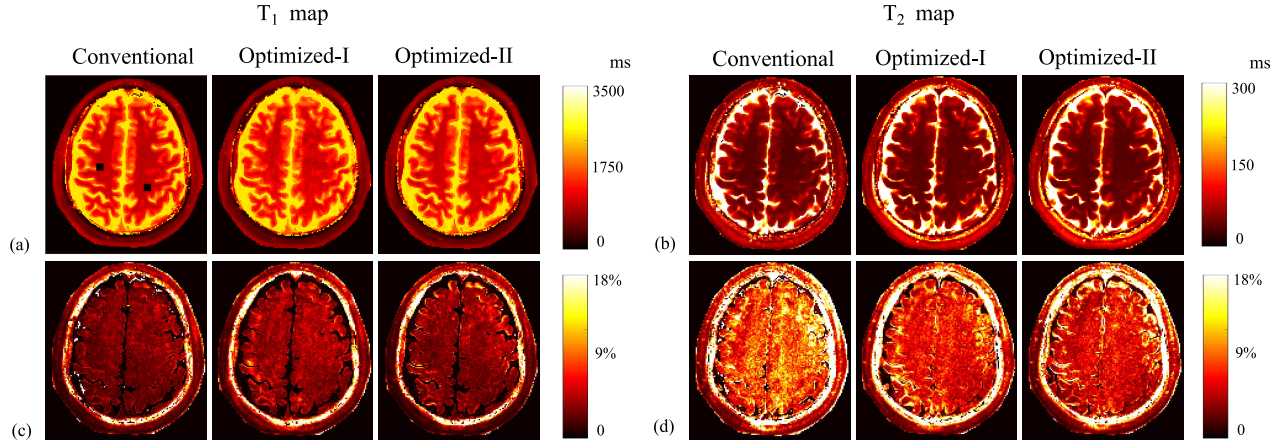 T1 map
T2 map
Conventional Optimized-I Optimized-II ms
Conventional Optimized-I Optimized-II ms
3500
1750
0
300
150
0
(a)
(b)
18%
9%
0
18%
9%
0
(c)
(d)